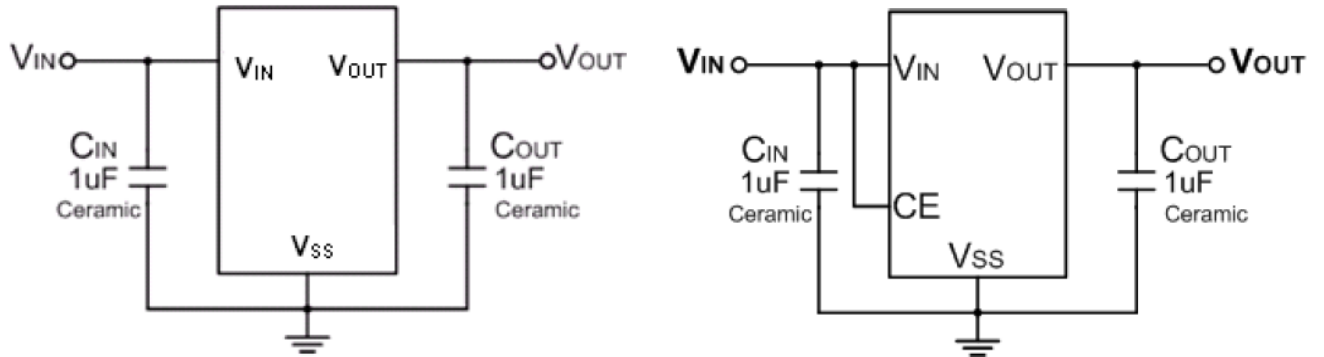 VIN
VIN
VOUT
VOUT
CIN
1uF
Ceramic
COUT
1uF
Ceramic
VSS
VIN
VIN
VOUT
VOUT
CIN
1uF
Ceramic
CE
COUT
1uF
Ceramic
VSS